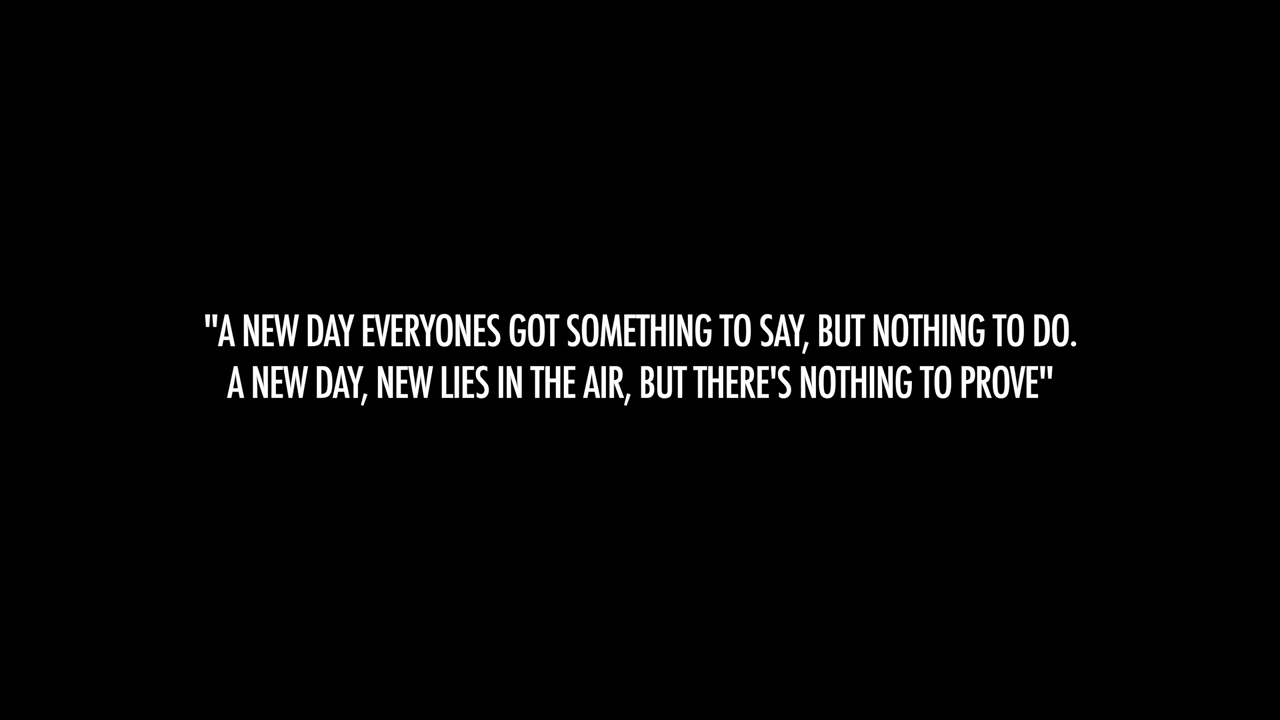 "A NEW DAY EVERYONES GOT SOMETHING TO SAY, BUT NOTHING TO DO.
A NEW DAY, NEW LIES IN THE AIR, BUT THERE'S NOTHING TO PROVE"